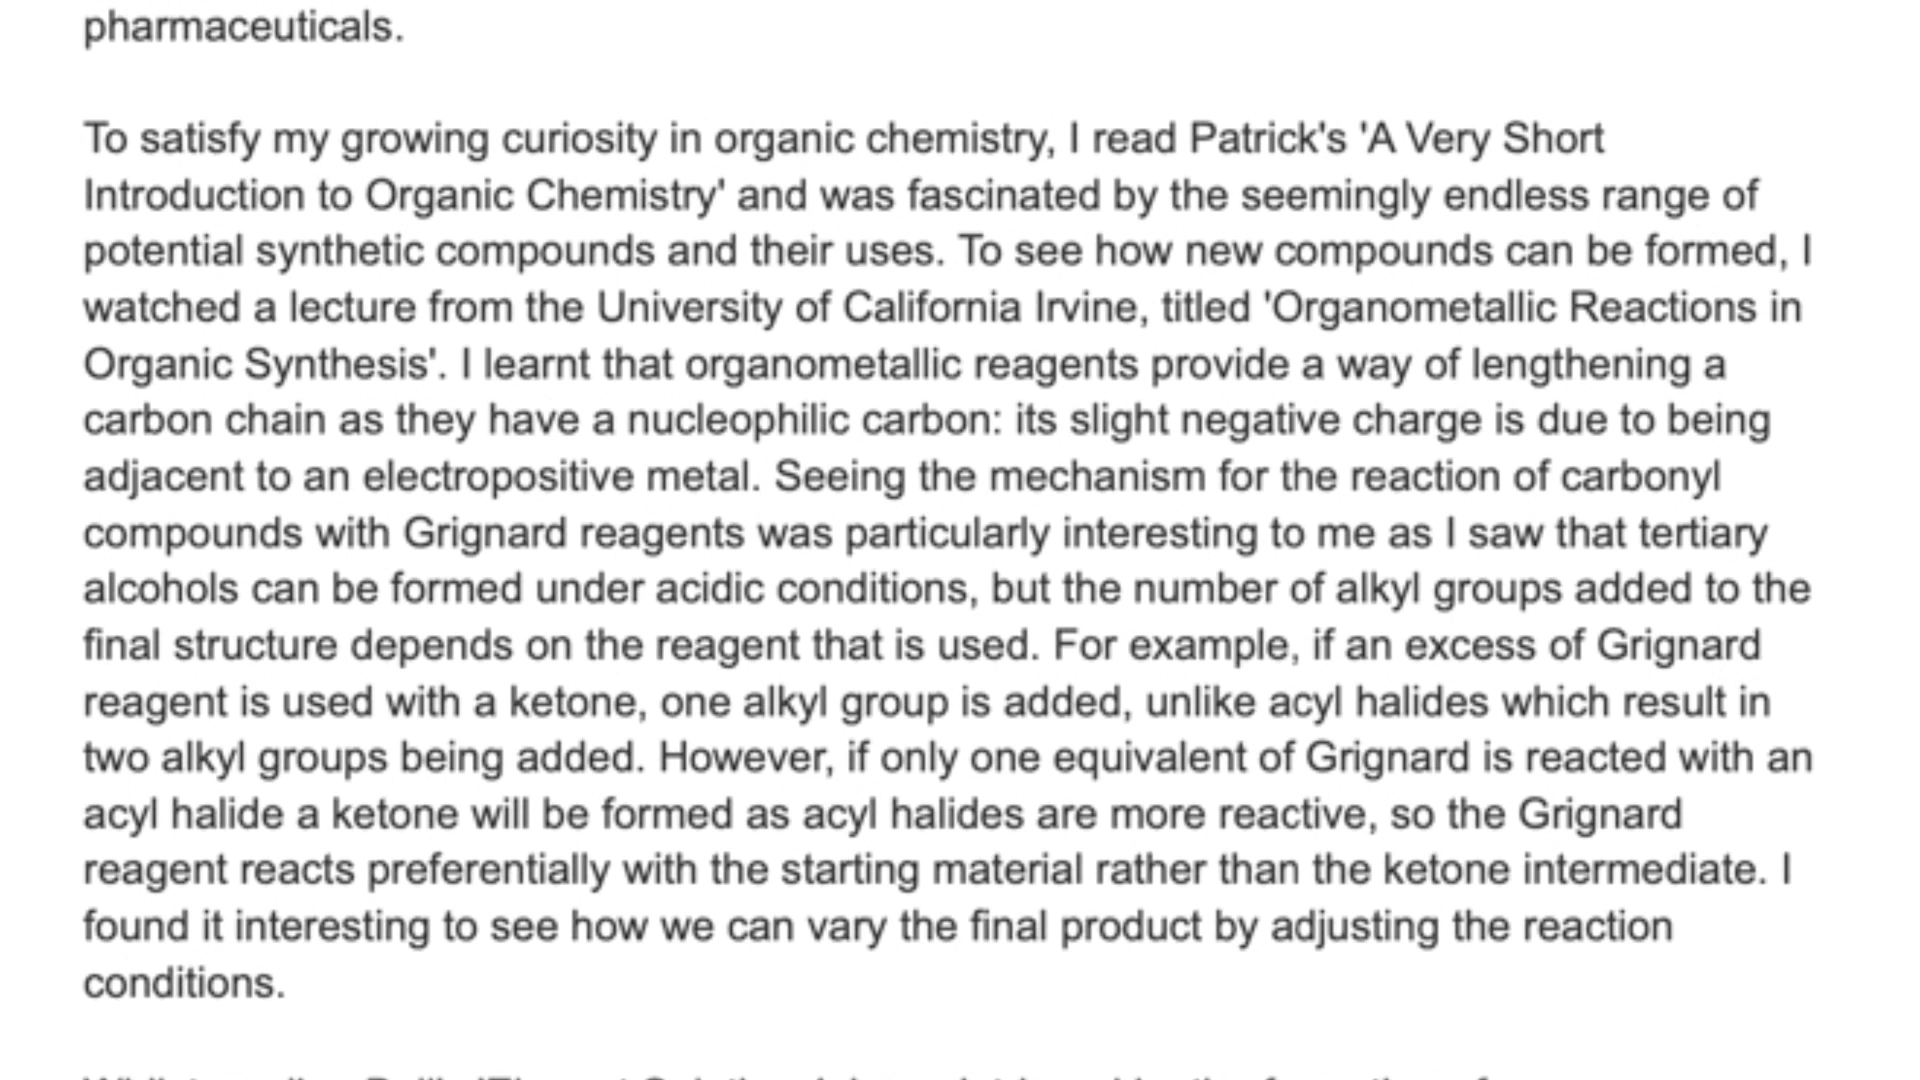 pharmaceuticals.
To satisfy my growing curiosity in organic chemistry, I read Patrick's 'A Very Short
Introduction to Organic Chemistry' and was fascinated by the seemingly endless range of
potential synthetic compounds and their uses. To see how new compounds can be formed, I
watched a lecture from the University of California Irvine, titled 'Organometallic Reactions in
Organic Synthesis'. I learnt that organometallic reagents provide a way of lengthening a
carbon chain as they have a nucleophilic carbon: its slight negative charge is due to being
adjacent to an electropositive metal. Seeing the mechanism for the reaction of carbonyl
compounds with Grignard reagents was particularly interesting to me as I saw that tertiary
alcohols can be formed under acidic conditions, but the number of alkyl groups added to the
final structure depends on the reagent that is used. For example, if an excess of Grignard
reagent is used with a ketone, one alkyl group is added, unlike acyl halides which result in
two alkyl groups being added. However, if only one equivalent of Grignard is reacted with an
acyl halide a ketone will be formed as acyl halides are more reactive, so the Grignard
reagent reacts preferentially with the starting material rather than the ketone intermediate. I
found it interesting to see how we can vary the final product by adjusting the reaction
conditions.